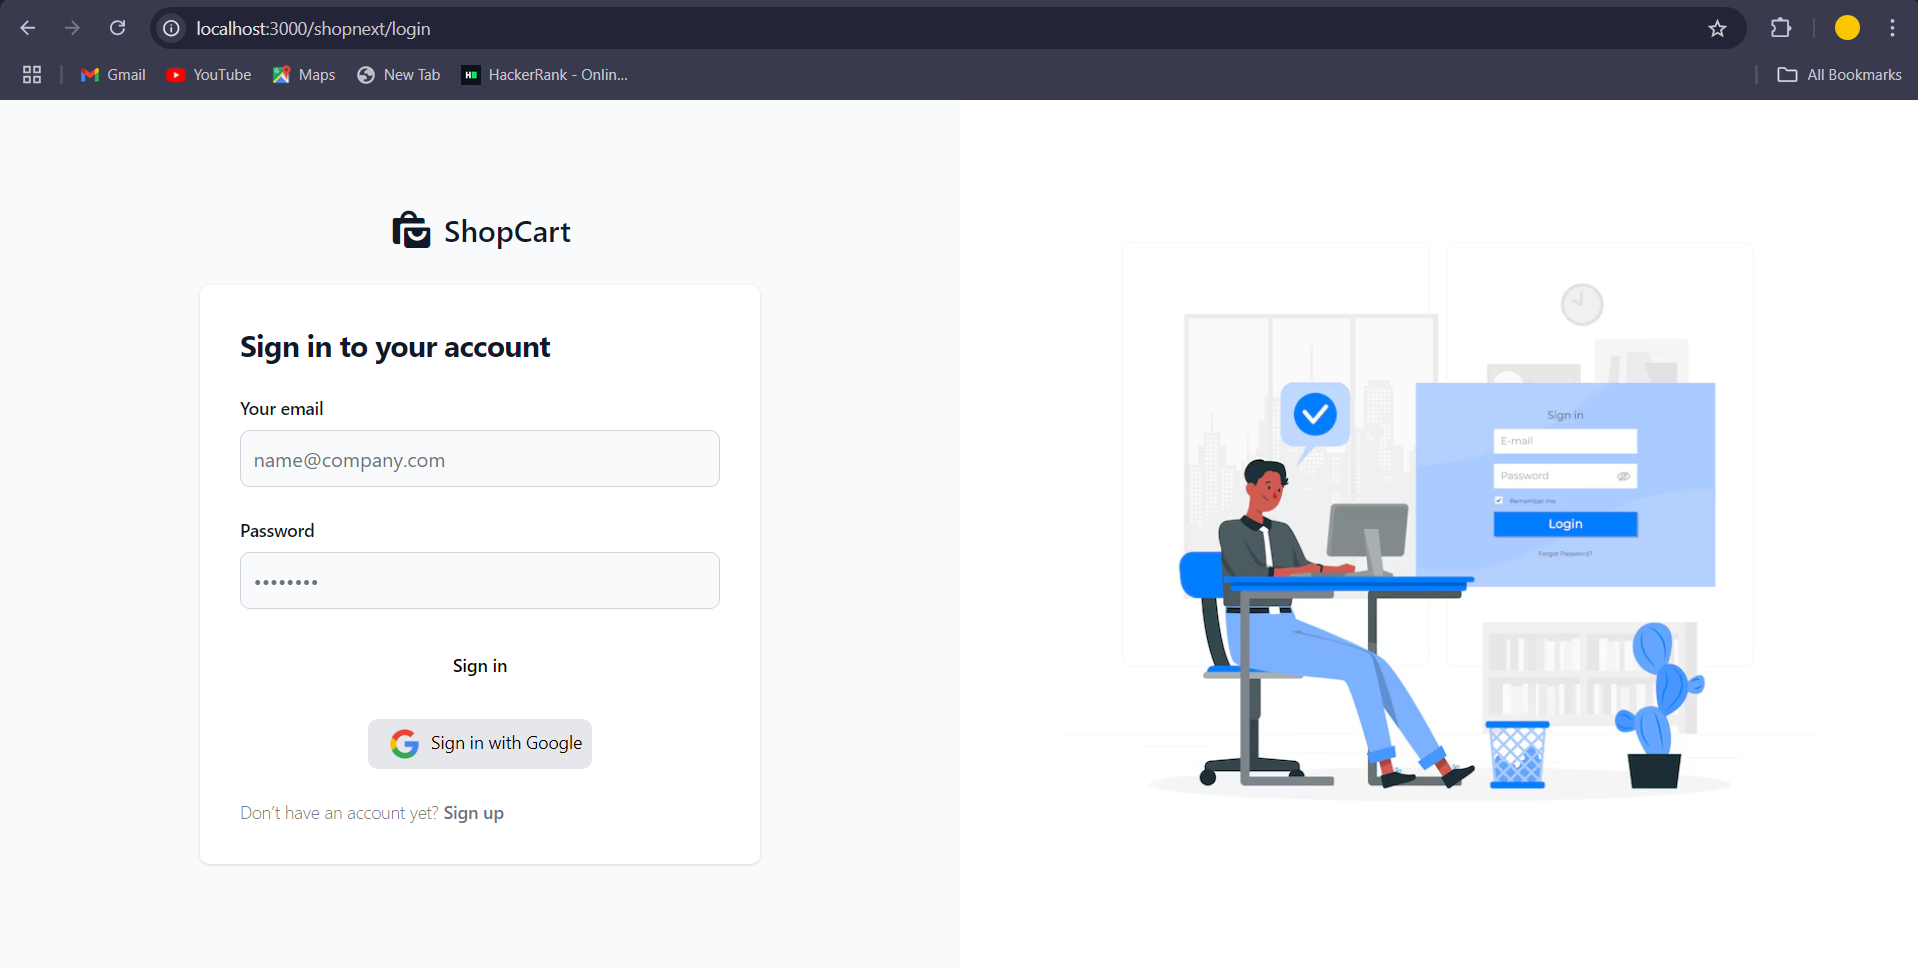 localhost:3000/shopnext/login
Gmail
YouTube
Maps
New Tab
HackerRank - Onlin...
All Bookmarks
ShopCart
Sign in to your account
Your email
name@company.com
Password
••••••••
Sign in
Sign in with Google
Don’t have an account yet? Sign up
Sign in
E-mail
Password
Remember me
Login
Forgot Password?